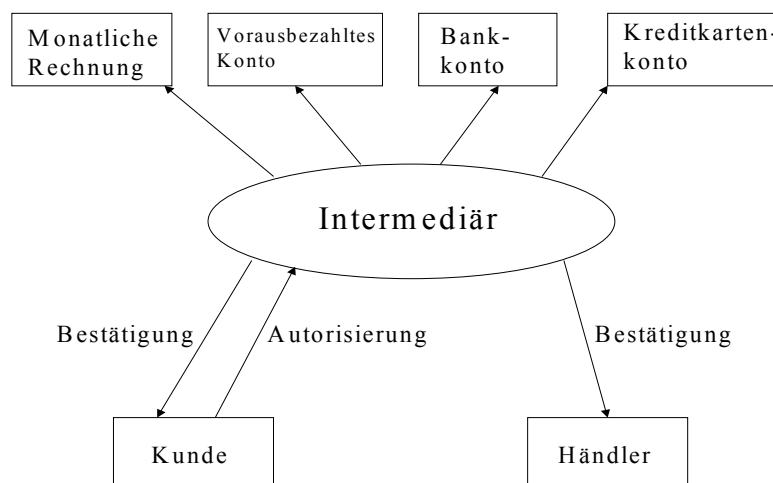 Monatliche
Rechnung
Vorausbezahltes
Konto
Bank-
konto
Kreditkarten-
konto
Intermediär
Bestätigung
Autorisierung
Bestätigung
Kunde
Händler